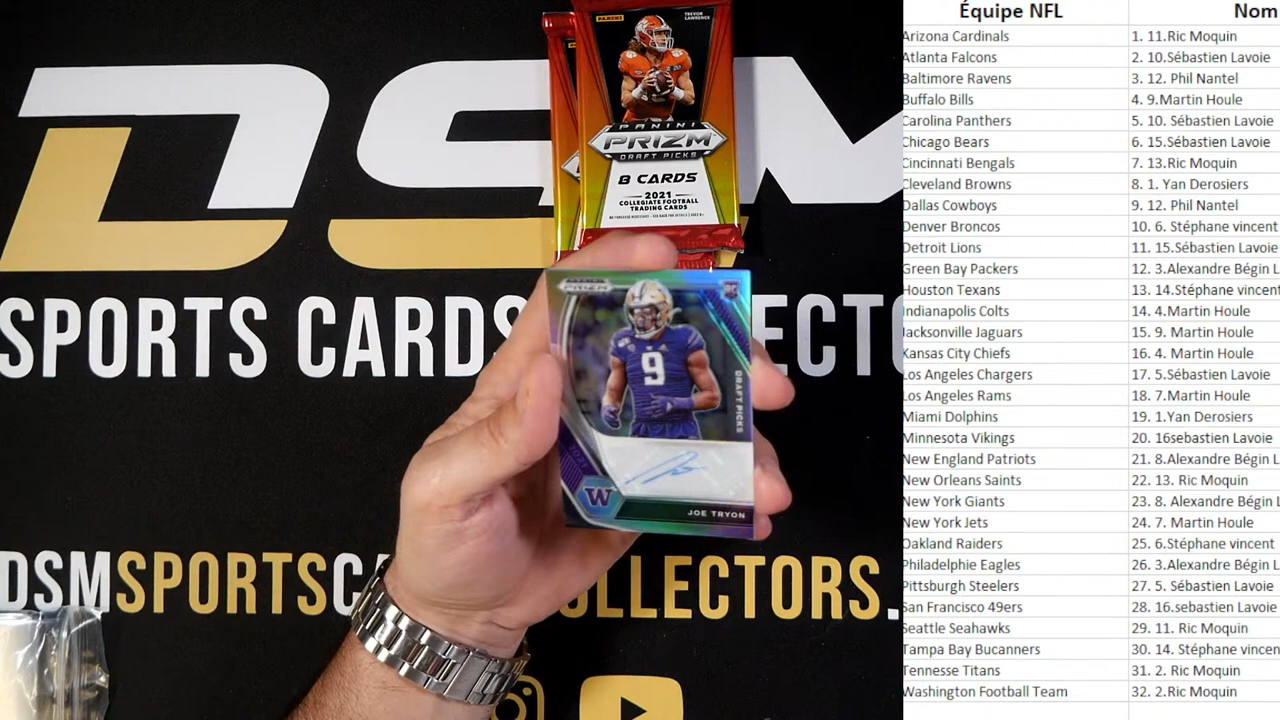 PANINI
TREVOR
LAWRENCE
PANINI
PRIZM
DRAFT PICKS
8 CARDS
2021
COLLEGIATE FOOTBALL
TRADING CARDS
DSM
SPORTS CARDS
ECT
DSMSPORTSCA
OLLECTORS.
PRIZM
RC
9
DRAFT PICKS
2021
W
JOE TRYON
Équipe NFL Nom
Arizona Cardinals 1. 11.Ric Moquin
Atlanta Falcons 2. 10.Sébastien Lavoie
Baltimore Ravens 3. 12. Phil Nantel
Buffalo Bills 4. 9.Martin Houle
Carolina Panthers 5. 10. Sébastien Lavoie
Chicago Bears 6. 15.Sébastien Lavoie
Cincinnati Bengals 7. 13.Ric Moquin
Cleveland Browns 8. 1. Yan Derosiers
Dallas Cowboys 9. 12. Phil Nantel
Denver Broncos 10. 6. Stéphane vincent
Detroit Lions 11. 15.Sébastien Lavoie
Green Bay Packers 12. 3.Alexandre Bégin L
Houston Texans 13. 14.Stéphane vincent
Indianapolis Colts 14. 4.Martin Houle
Jacksonville Jaguars 15. 9. Martin Houle
Kansas City Chiefs 16. 4. Martin Houle
Los Angeles Chargers 17. 5.Sébastien Lavoie
Los Angeles Rams 18. 7.Martin Houle
Miami Dolphins 19. 1.Yan Derosiers
Minnesota Vikings 20. 16sebastien Lavoie
New England Patriots 21. 8.Alexandre Bégin L
New Orleans Saints 22. 13. Ric Moquin
New York Giants 23. 8. Alexandre Bégin L
New York Jets 24. 7. Martin Houle
Oakland Raiders 25. 6.Stéphane vincent
Philadelphie Eagles 26. 3.Alexandre Bégin L
Pittsburgh Steelers 27. 5. Sébastien Lavoie
San Francisco 49ers 28. 16.sebastien Lavoie
Seattle Seahawks 29. 11. Ric Moquin
Tampa Bay Bucanners 30. 14. Stéphane vincen
Tennesse Titans 31. 2. Ric Moquin
Washington Football Team 32. 2.Ric Moquin